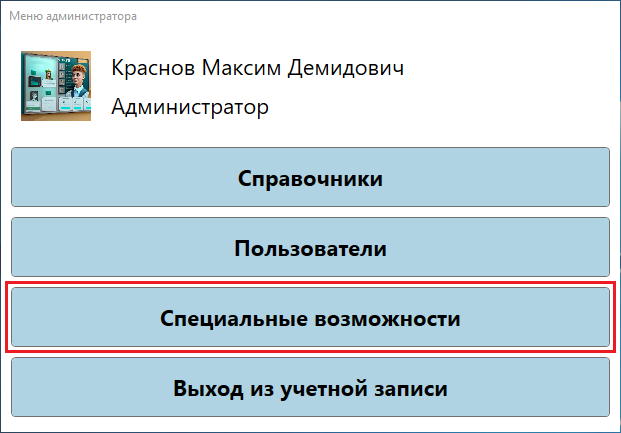 Меню администратора
Краснов Максим Демидович
Администратор
Справочники
Пользователи
Специальные возможности
Выход из учетной записи